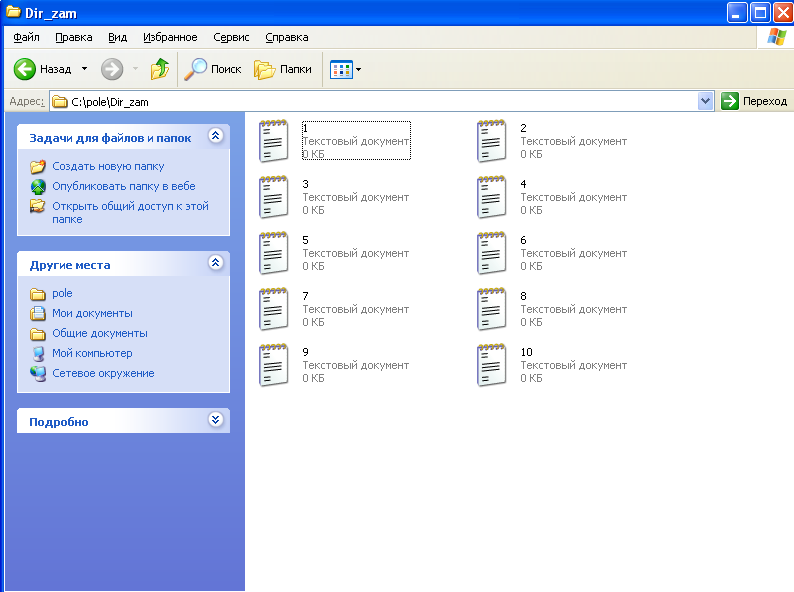 Dir_zam
Файл Правка Вид Избранное Сервис Справка
Назад Поиск Папки
Адрес: C:\pole\Dir_zam Переход
Задачи для файлов и папок
Создать новую папку
Опубликовать папку в вебе
Открыть общий доступ к этой
папке
Другие места
pole
Мои документы
Общие документы
Мой компьютер
Сетевое окружение
Подробно
1
Текстовый документ
0 КБ
2
Текстовый документ
0 КБ
3
Текстовый документ
0 КБ
4
Текстовый документ
0 КБ
5
Текстовый документ
0 КБ
6
Текстовый документ
0 КБ
7
Текстовый документ
0 КБ
8
Текстовый документ
0 КБ
9
Текстовый документ
0 КБ
10
Текстовый документ
0 КБ